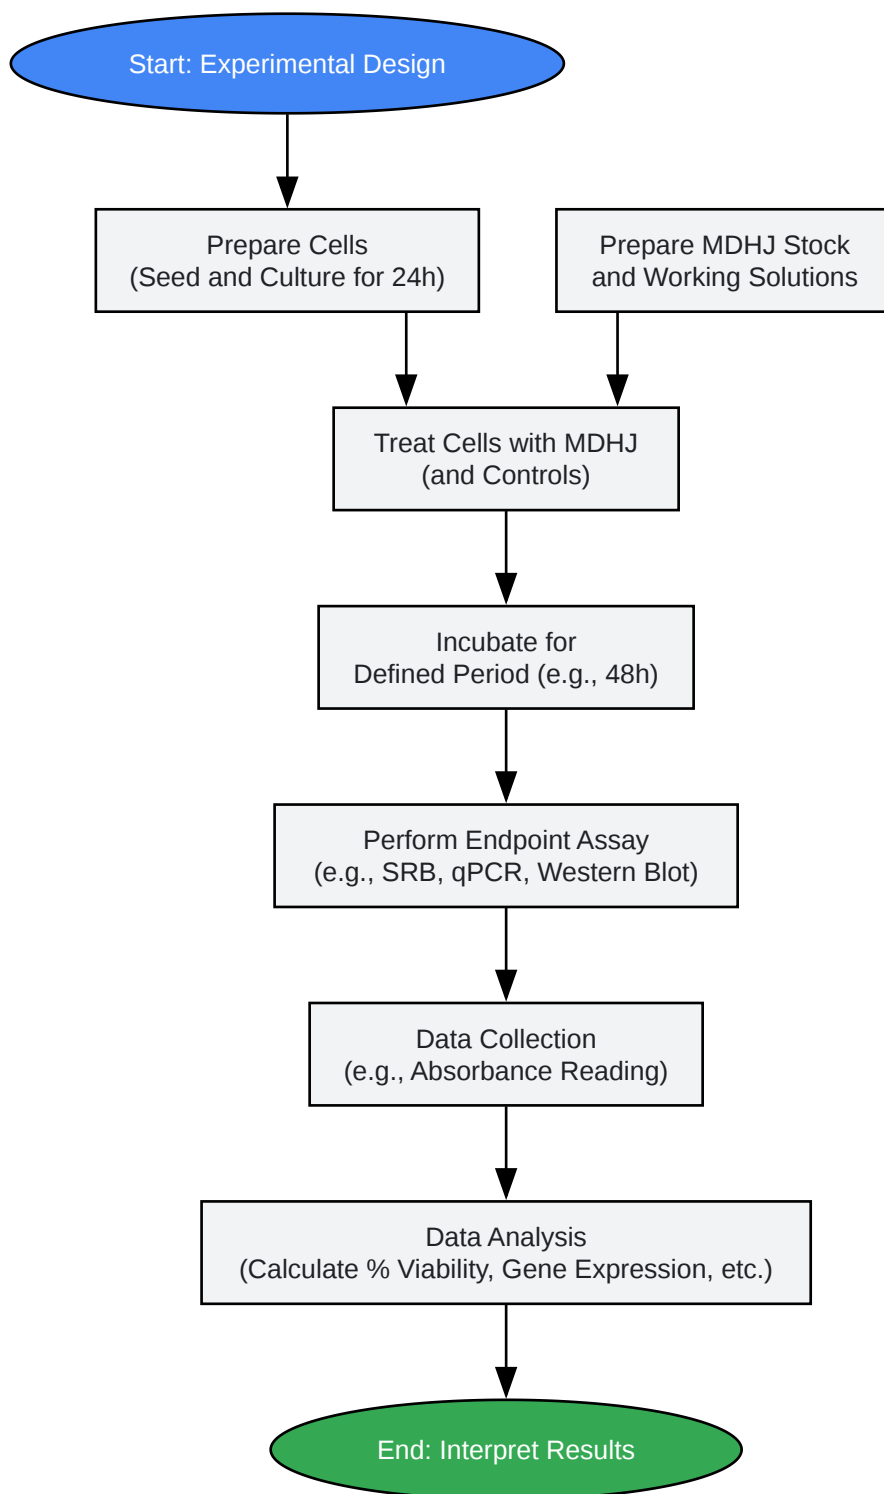 Start: Experimental Design
Prepare Cells
(Seed and Culture for 24h)
Prepare MDHJ Stock
and Working Solutions
Treat Cells with MDHJ
(and Controls)
Incubate for
Defined Period (e.g., 48h)
Perform Endpoint Assay
(e.g., SRB, qPCR, Western Blot)
Data Collection
(e.g., Absorbance Reading)
Data Analysis
(Calculate % Viability, Gene Expression, etc.)
End: Interpret Results